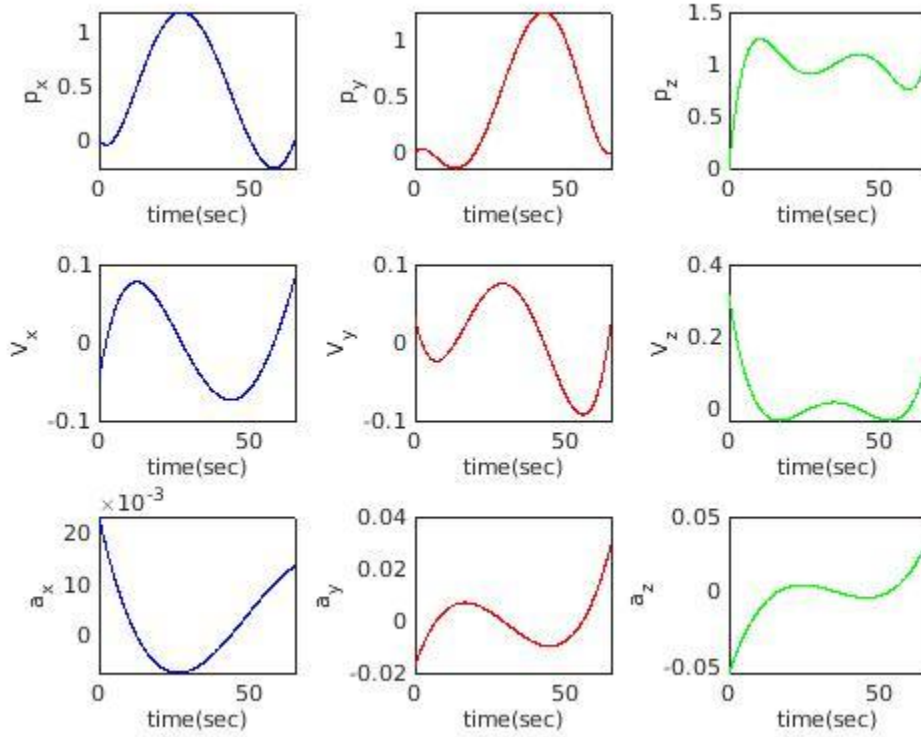 1
0.5
0
p_x
0 50
time(sec)
1
0.5
0
p_y
0 50
time(sec)
1.5
1
0.5
0
p_z
0 50
time(sec)
0.1
0
-0.1
V_x
0 50
time(sec)
0.1
0
-0.1
V_y
0 50
time(sec)
0.4
0.2
0
V_z
0 50
time(sec)
×10^-3
20
10
0
a_x
0 50
time(sec)
0.04
0.02
0
-0.02
a_y
0 50
time(sec)
0.05
0
-0.05
a_z
0 50
time(sec)